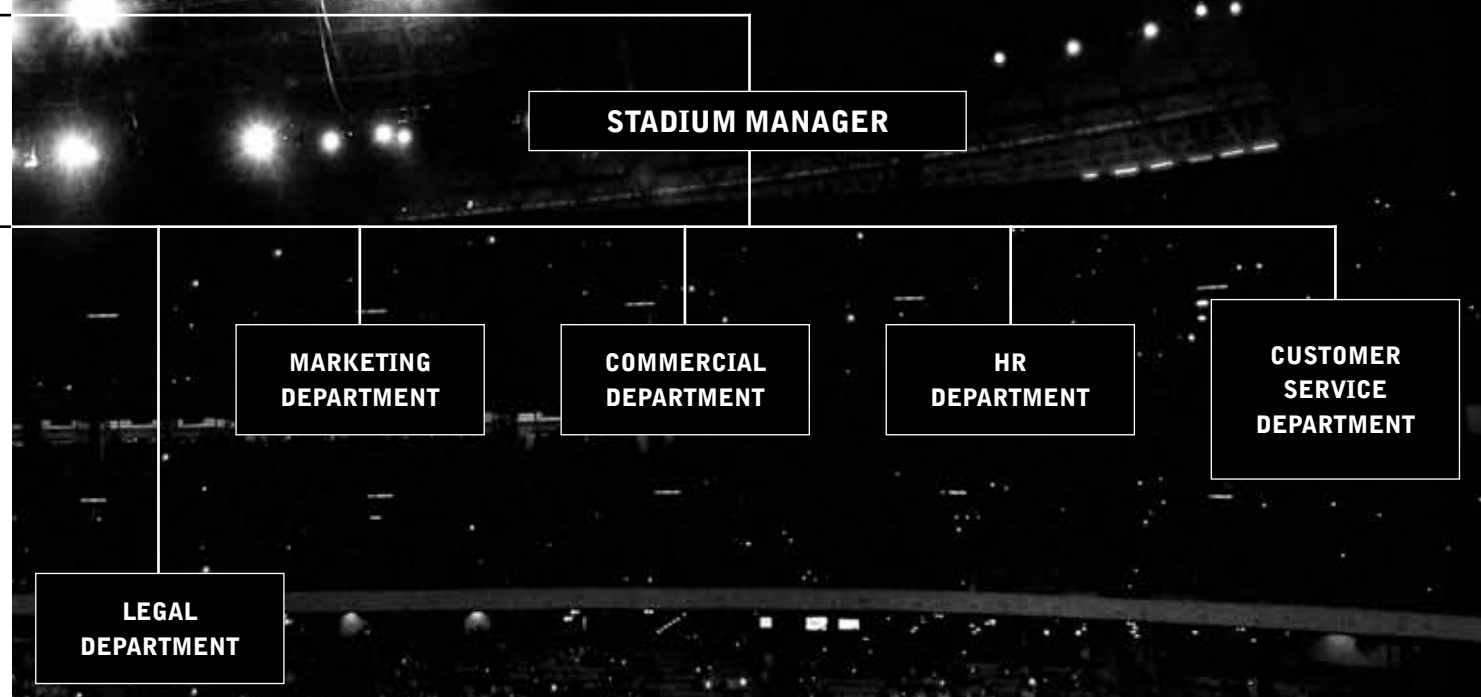 STADIUM MANAGER
MARKETING
DEPARTMENT
COMMERCIAL
DEPARTMENT
HR
DEPARTMENT
CUSTOMER
SERVICE
DEPARTMENT
LEGAL
DEPARTMENT